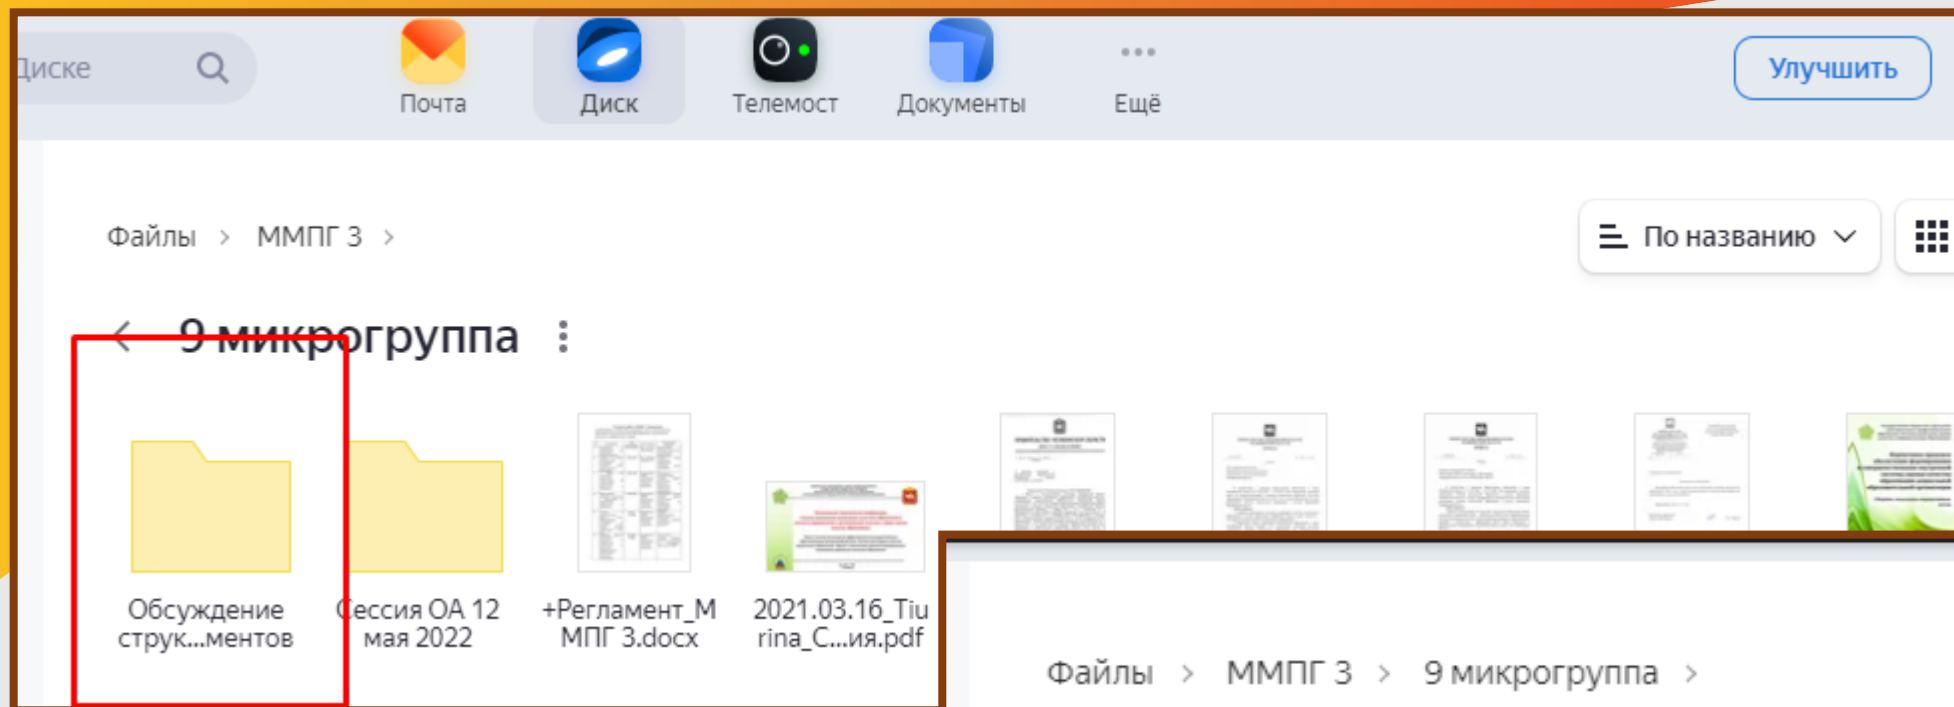 Диске
Почта
Диск
Телемост
Документы
Ещё
Улучшить
Файлы > ММПГ 3 >
По названию
9 микрогруппа
Обсуждение
струк...ментов
Сессия ОА 12
мая 2022
+Регламент_М
МПГ 3.docx
2021.03.16_Tiu
rina_С...ия.pdf
Файлы > ММПГ 3 > 9 микрогруппа >